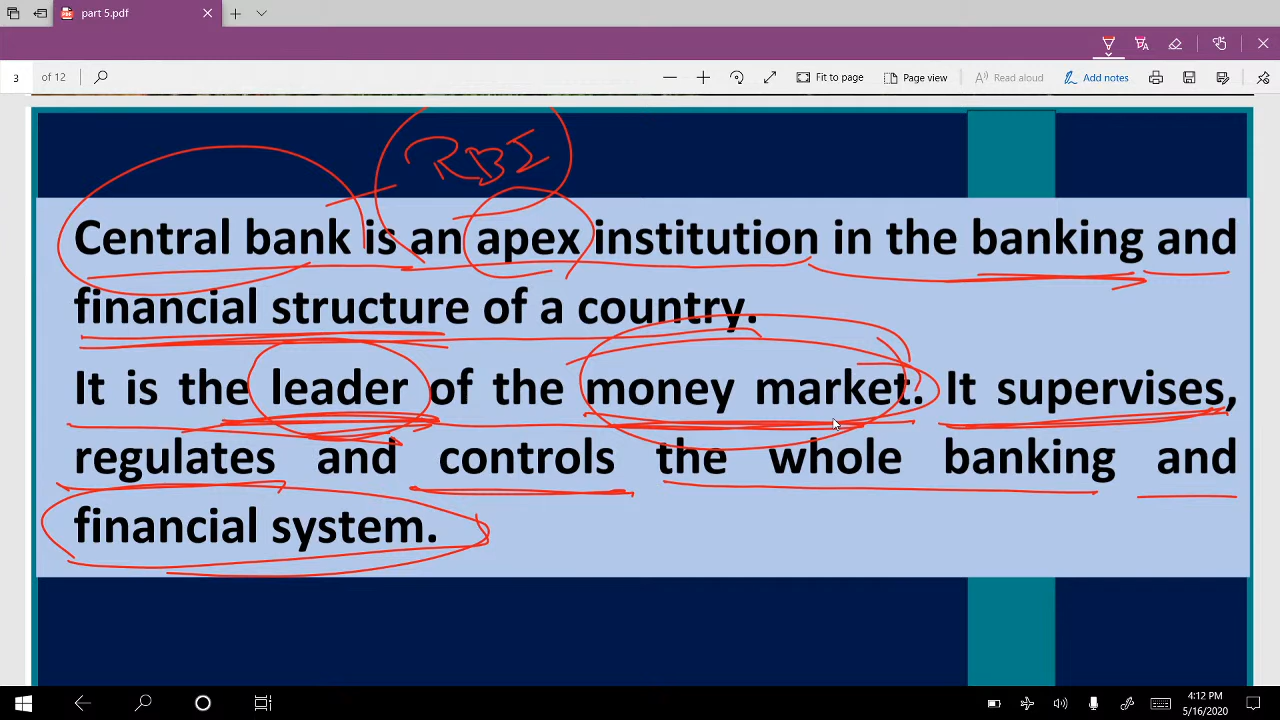 part 5.pdf
3 of 12 Fit to page Page view Read aloud Add notes
RBI
Central bank is an apex institution in the banking and
financial structure of a country.
It is the leader of the money market. It supervises,
regulates and controls the whole banking and
financial system.
4:12 PM
5/16/2020